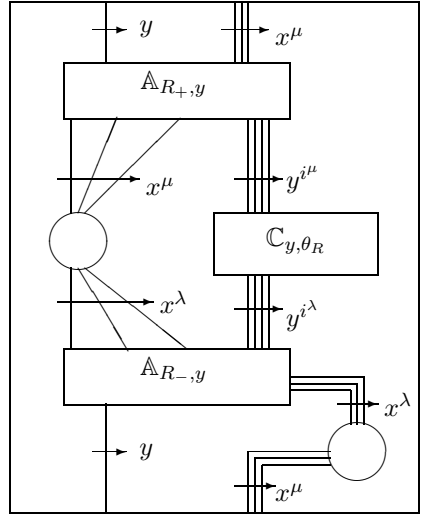 y x^μ
𝔸_{R_+,y}
x^μ y^{i^μ}
ℂ_{y,θ_R}
x^λ y^{i^λ}
𝔸_{R_-,y}
x^λ
y
x^μ